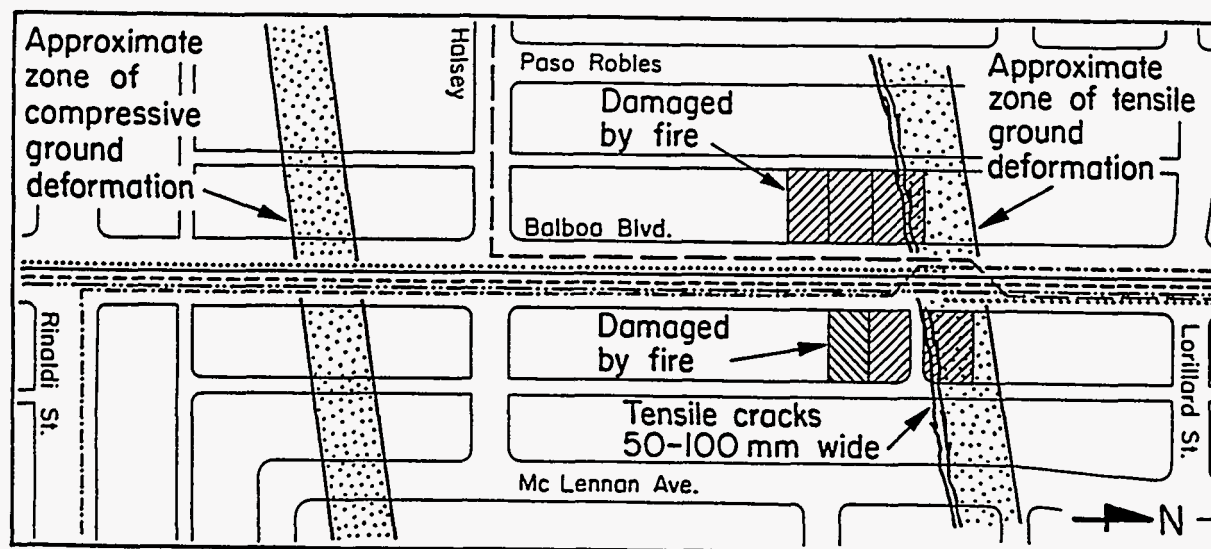 Approximate
zone of
compressive
ground
deformation
Halsey
Paso Robles
Damaged
by fire
Approximate
zone of tensile
ground
deformation
Balboa Blvd.
Rinaldi St.
Damaged
by fire
Lorillard St.
Tensile cracks
50-100 mm wide
Mc Lennan Ave.
N